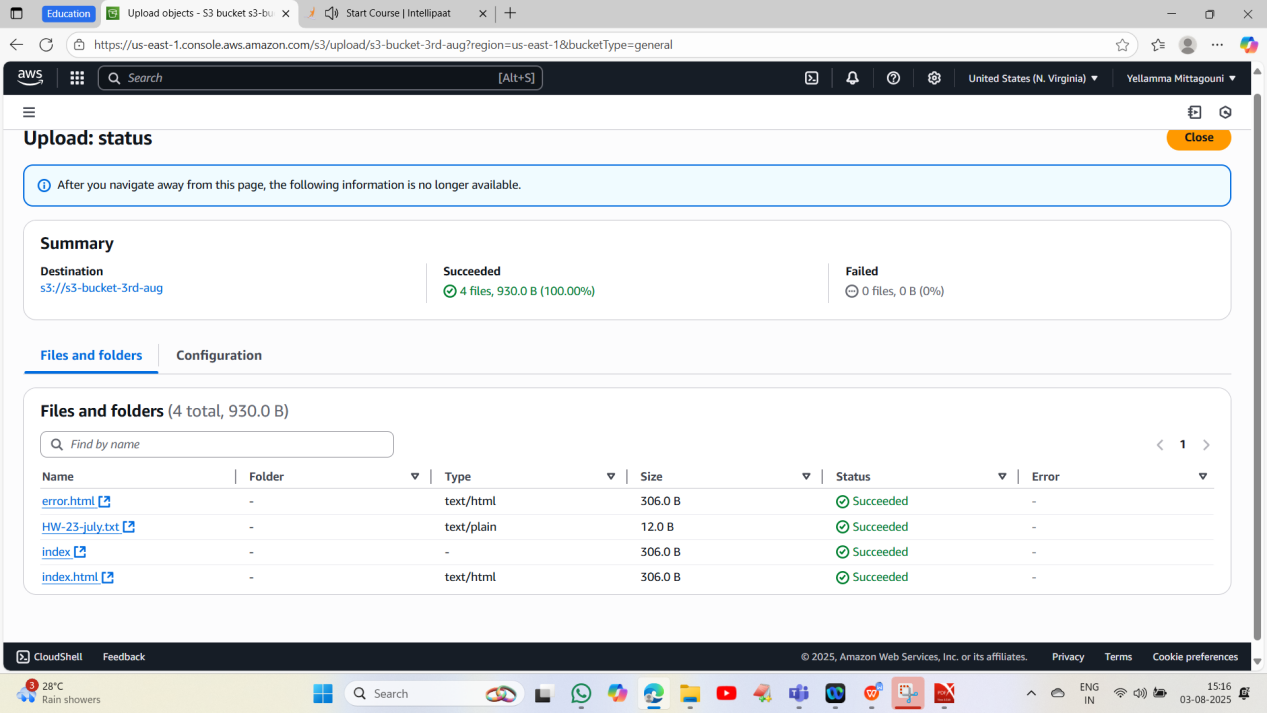 Education
Upload objects - S3 bucket s3-bu
Start Course | Intellipaat
https://us-east-1.console.aws.amazon.com/s3/upload/s3-bucket-3rd-aug?region=us-east-1&bucketType=general
aws
Search [Alt+S]
United States (N. Virginia)
Yellamma Mittagouni
Upload: status
Close
After you navigate away from this page, the following information is no longer available.
Summary
Destination Succeeded Failed
s3://s3-bucket-3rd-aug 4 files, 930.0 B (100.00%) 0 files, 0 B (0%)
Files and folders Configuration
Files and folders (4 total, 930.0 B)
Find by name
1
Name Folder Type Size Status Error
error.html - text/html 306.0 B Succeeded -
HW-23-july.txt - text/plain 12.0 B Succeeded -
index - - 306.0 B Succeeded -
index.html - text/html 306.0 B Succeeded -
CloudShell Feedback © 2025, Amazon Web Services, Inc. or its affiliates. Privacy Terms Cookie preferences
3
28°C
Rain showers
Search
ENG
IN
15:16
03-08-2025